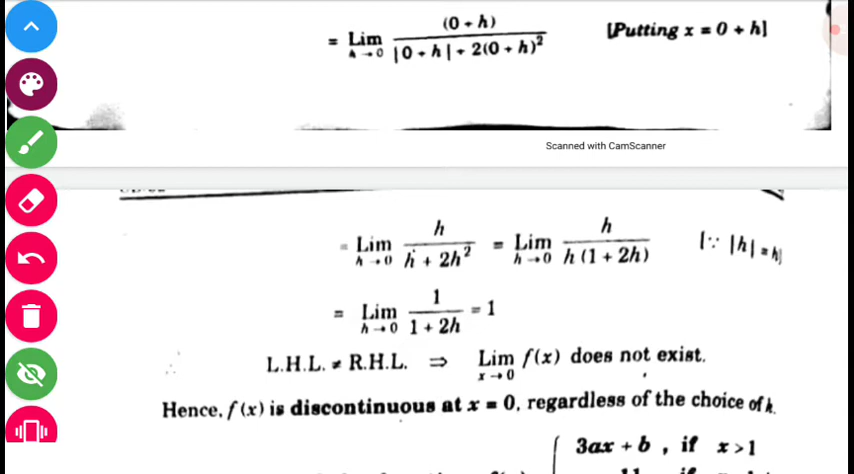 = Lim h→0 (0 + h) / |0 + h| + 2(0 + h)² [Putting x = 0 + h]
Scanned with CamScanner
= Lim h→0 h / h + 2h² = Lim h→0 h / h (1 + 2h) [∵ |h| = h]
= Lim h→0 1 / 1 + 2h = 1
∴ L.H.L. ≠ R.H.L. ⇒ Lim x→0 f(x) does not exist.
Hence, f (x) is discontinuous at x = 0, regardless of the choice of k.
3ax + b , if x > 1